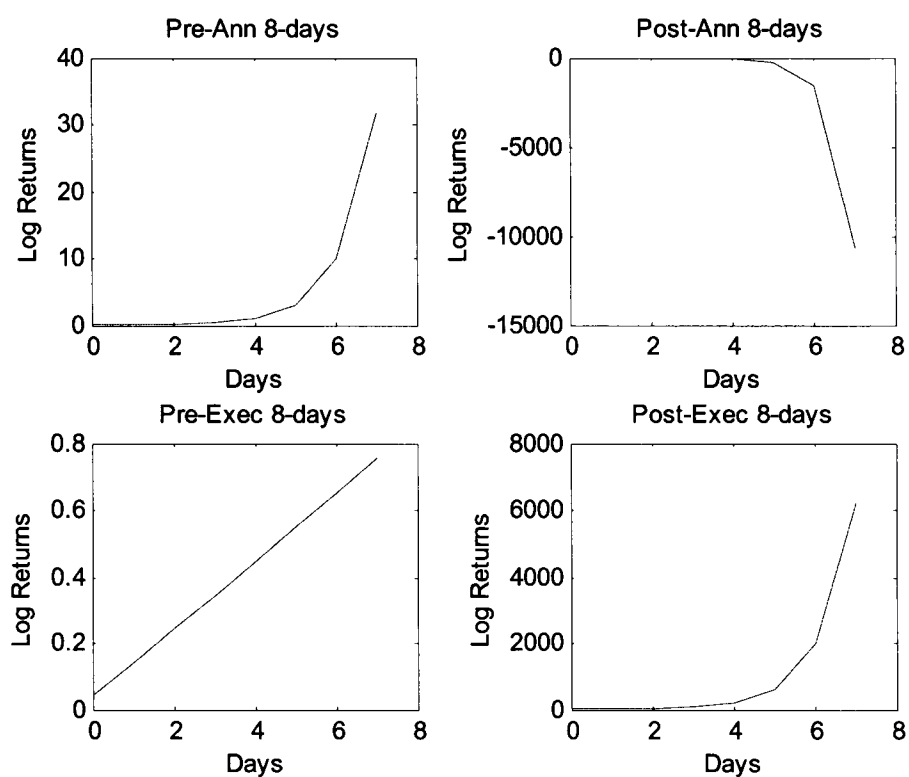 Pre-Ann 8-days
40
30
20
10
0
Log Returns
0 2 4 6 8
Days
Post-Ann 8-days
0
-5000
-10000
-15000
Log Returns
0 2 4 6 8
Days
Pre-Exec 8-days
0.8
0.6
0.4
0.2
0
Log Returns
0 2 4 6 8
Days
Post-Exec 8-days
8000
6000
4000
2000
0
Log Returns
0 2 4 6 8
Days